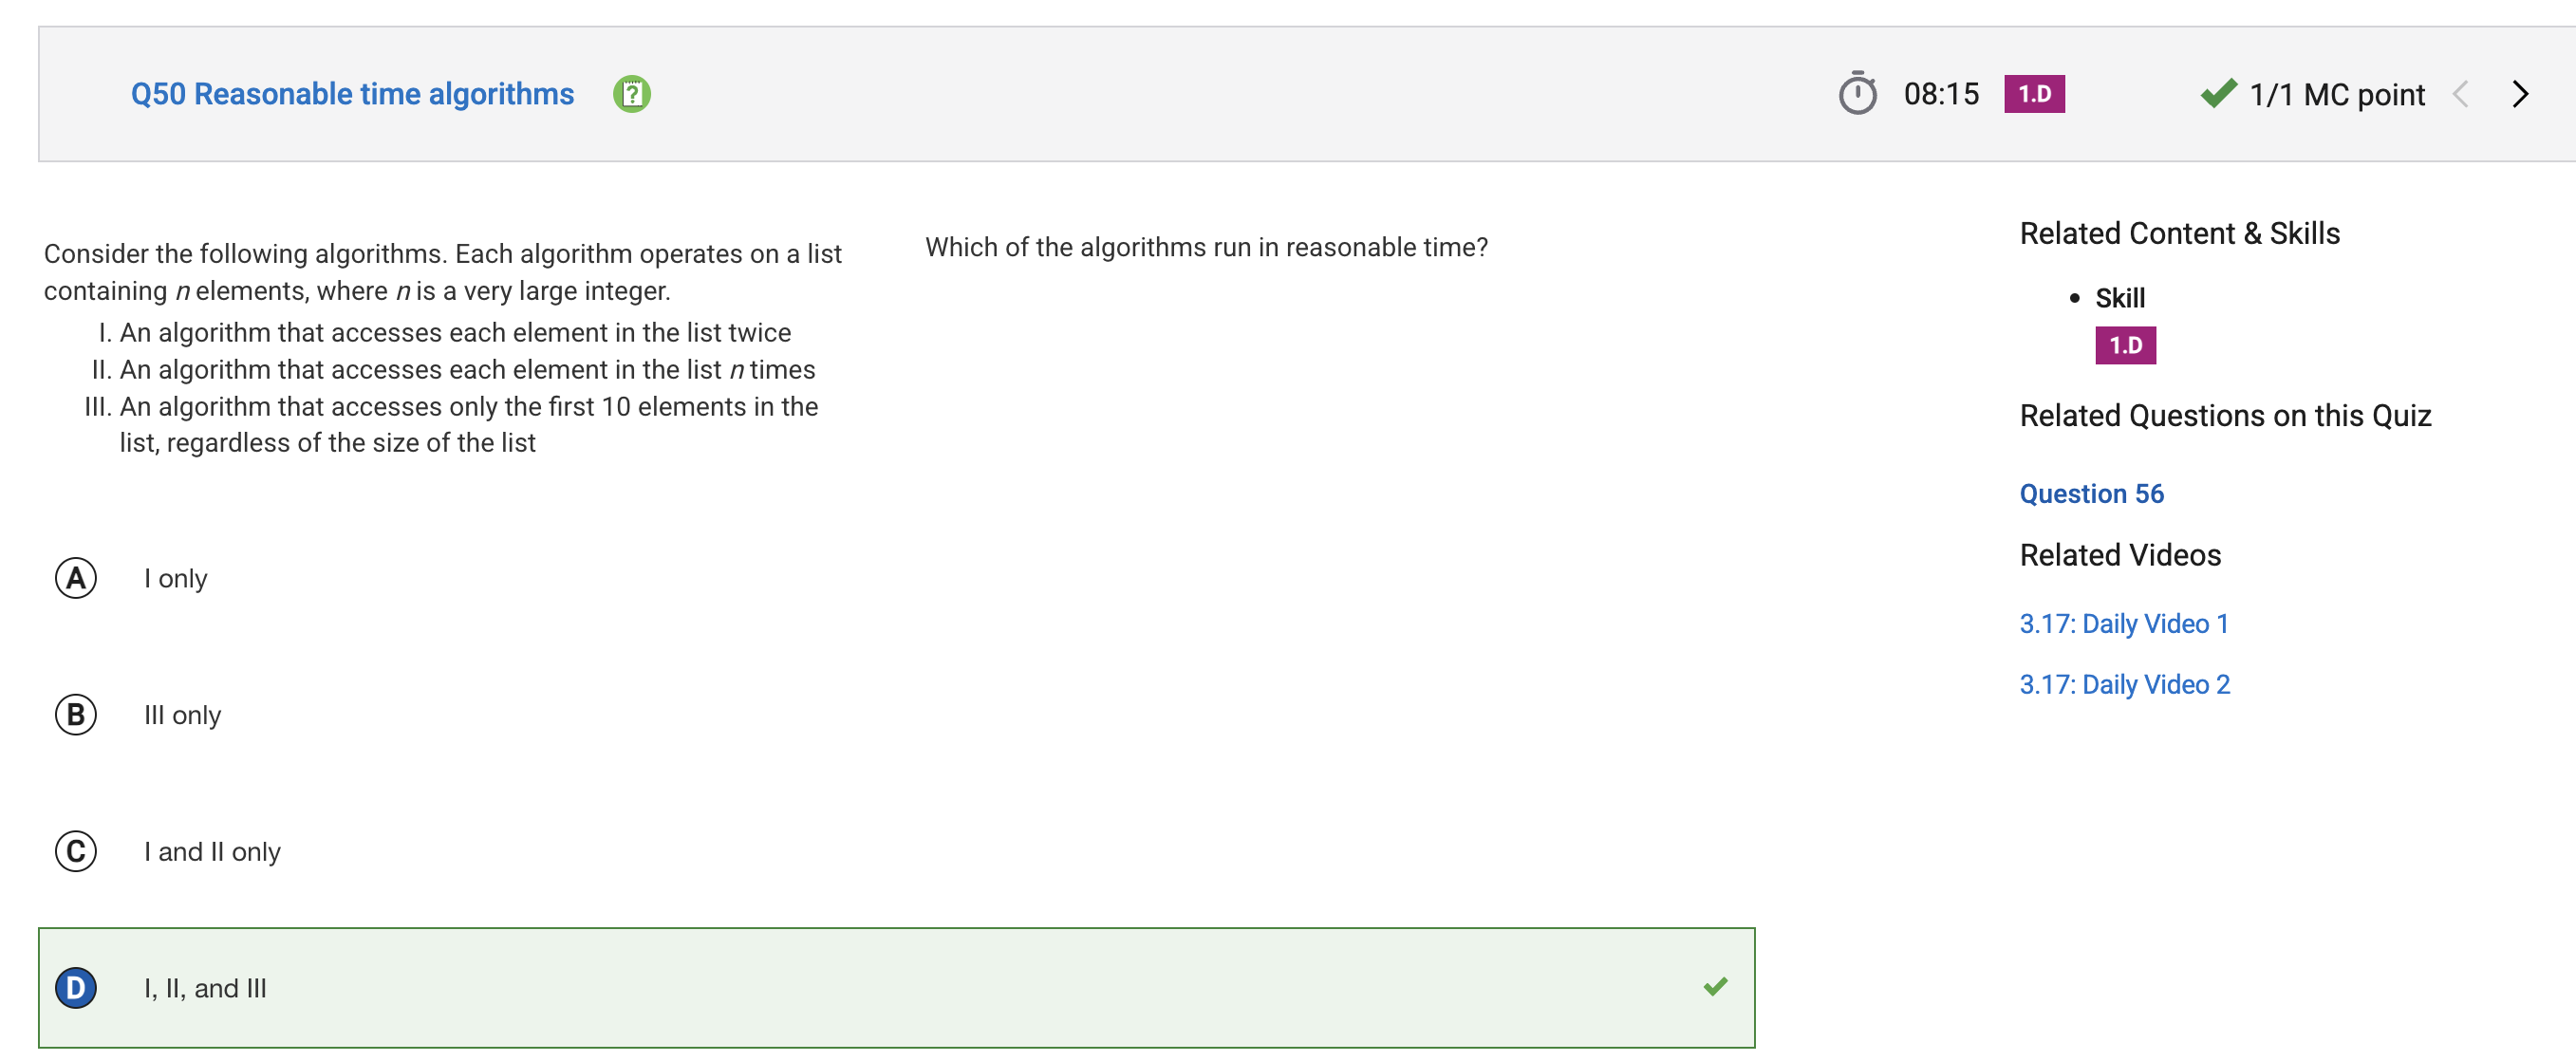 Q50 Reasonable time algorithms
08:15
1.D
1/1 MC point
Consider the following algorithms. Each algorithm operates on a list
containing n elements, where n is a very large integer.
I. An algorithm that accesses each element in the list twice
II. An algorithm that accesses each element in the list n times
III. An algorithm that accesses only the first 10 elements in the
list, regardless of the size of the list
Which of the algorithms run in reasonable time?
A I only
B III only
C I and II only
D I, II, and III
Related Content & Skills
• Skill
1.D
Related Questions on this Quiz
Question 56
Related Videos
3.17: Daily Video 1
3.17: Daily Video 2